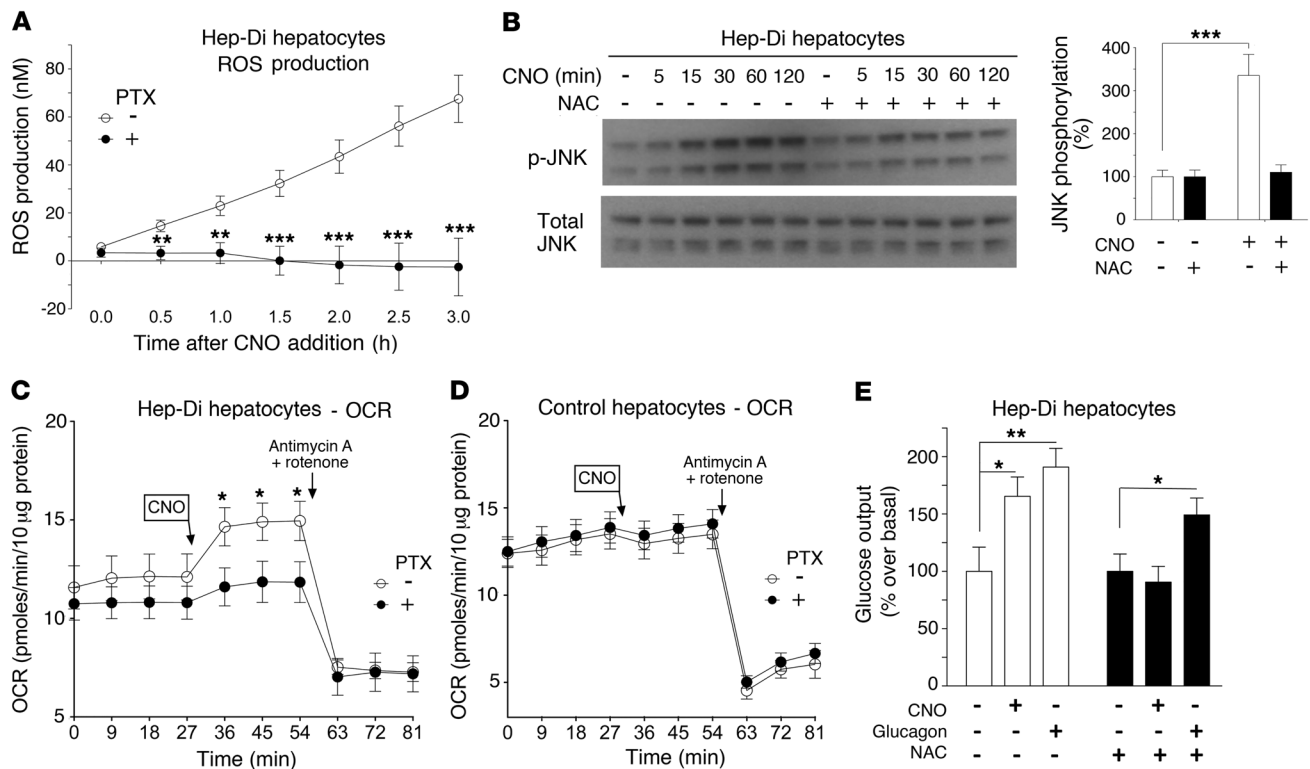 A
Hep-Di hepatocytes
ROS production
ROS production (nM)
80
60
40
20
0
-20
PTX
-
+
** ** *** *** *** ***
0.0 0.5 1.0 1.5 2.0 2.5 3.0
Time after CNO addition (h)
B
Hep-Di hepatocytes
CNO (min) - 5 15 30 60 120 - 5 15 30 60 120
NAC - - - - - - + + + + + +
p-JNK
Total
JNK
JNK phosphorylation
(%)
400
300
200
100
0
***
CNO - - + +
NAC - + - +
C
Hep-Di hepatocytes - OCR
OCR (pmoles/min/10 µg protein)
20
15
10
5
CNO
Antimycin A
+ rotenone
* * *
PTX
-
+
0 9 18 27 36 45 54 63 72 81
Time (min)
D
Control hepatocytes - OCR
OCR (pmoles/min/10 µg protein)
20
15
10
5
CNO
Antimycin A
+ rotenone
PTX
-
+
0 9 18 27 36 45 54 63 72 81
Time (min)
E
Hep-Di hepatocytes
Glucose output
(% over basal)
200
150
100
50
0
**
*
*
CNO - + - - + -
Glucagon - - + - - +
NAC - - - + + +